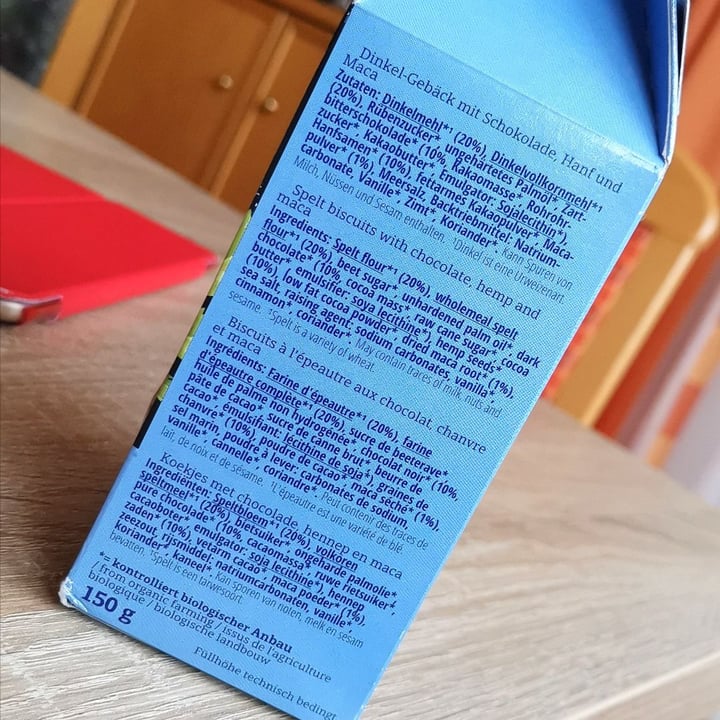 Dinkel-Gebäck mit Schokolade, Hanf und
Maca
Zutaten: Dinkelmehl*¹ (20%), Dinkelvollkornmehl*¹
(20%), Rübenzucker*, ungehärtetes Palmöl*, Zart-
bitterschokolade* (10%, Kakaomasse*, Rohrohr-
zucker*, Kakaobutter*, Emulgator: Sojalecithin*),
Hanfsamen* (10%), fettarmes Kakaopulver*, Maca-
pulver* (1%), Meersalz, Backtriebmittel: Natrium-
carbonate, Vanille*, Zimt*, Koriander*. Kann Spuren von
Milch, Nüssen und Sesam enthalten. ¹Dinkel ist eine Urweizenart.
Spelt biscuits with chocolate, hemp and
maca
Ingredients: Spelt flour*¹ (20%), wholemeal spelt
flour*¹ (20%), beet sugar*, unhardened palm oil*, dark
chocolate* (10%, cocoa mass*, raw cane sugar*, cocoa
butter*, emulsifier: soya lecithine*), hemp seeds*
(10%), low fat cocoa powder*, dried maca root* (1%),
sea salt, raising agent: sodium carbonates, vanilla*,
cinnamon*, coriander*. May contain traces of milk, nuts and
sesame. ¹Spelt is a variety of wheat.
Biscuits à l'épeautre aux chocolat, chanvre
et maca
Ingrédients: Farine d'épeautre*¹ (20%), farine
d'épeautre complète*¹ (20%), sucre de beeterave*,
huile de palme non hydrogénée*, chocolat noir* (10%,
pâte de cacao*, sucre de canne brut*, beurre de
cacao*, émulsifiant: lécithine de soja*), graines de
chanvre* (10%), poudre de cacao*, maca séché* (1%),
sel marin, poudre à lever: carbonates de sodium,
vanille*, cannelle*, coriandre*. Peut contenir des traces de
lait, de noix et de sésame. ¹L'épeautre est une variété de blé.
Koekjes met chocolade, hennep en maca
Ingrediënten: Speltbloem*¹ (20%), volkoren
speltmeel*¹ (20%), bietsuiker*, ongeharde palmolie*,
pure chocolade* (10%, cacaomassa*, ruwe rietsuiker*,
cacaoboter*, emulgator: soja lecithine*), hennep
zaden* (10%), vetarm cacao*, maca poeder* (1%),
zeezout, rijsmiddel: natriumcarbonaten, vanille*,
koriander*, kaneel*. Kan sporen van noten, melk en sesam
bevatten. ¹Spelt is een tarwesoort.
*= kontrolliert biologischer Anbau
/ from organic farming / issus de l'agriculture
biologique / biologische landbouw
150 g
Füllhöhe technisch bedingt